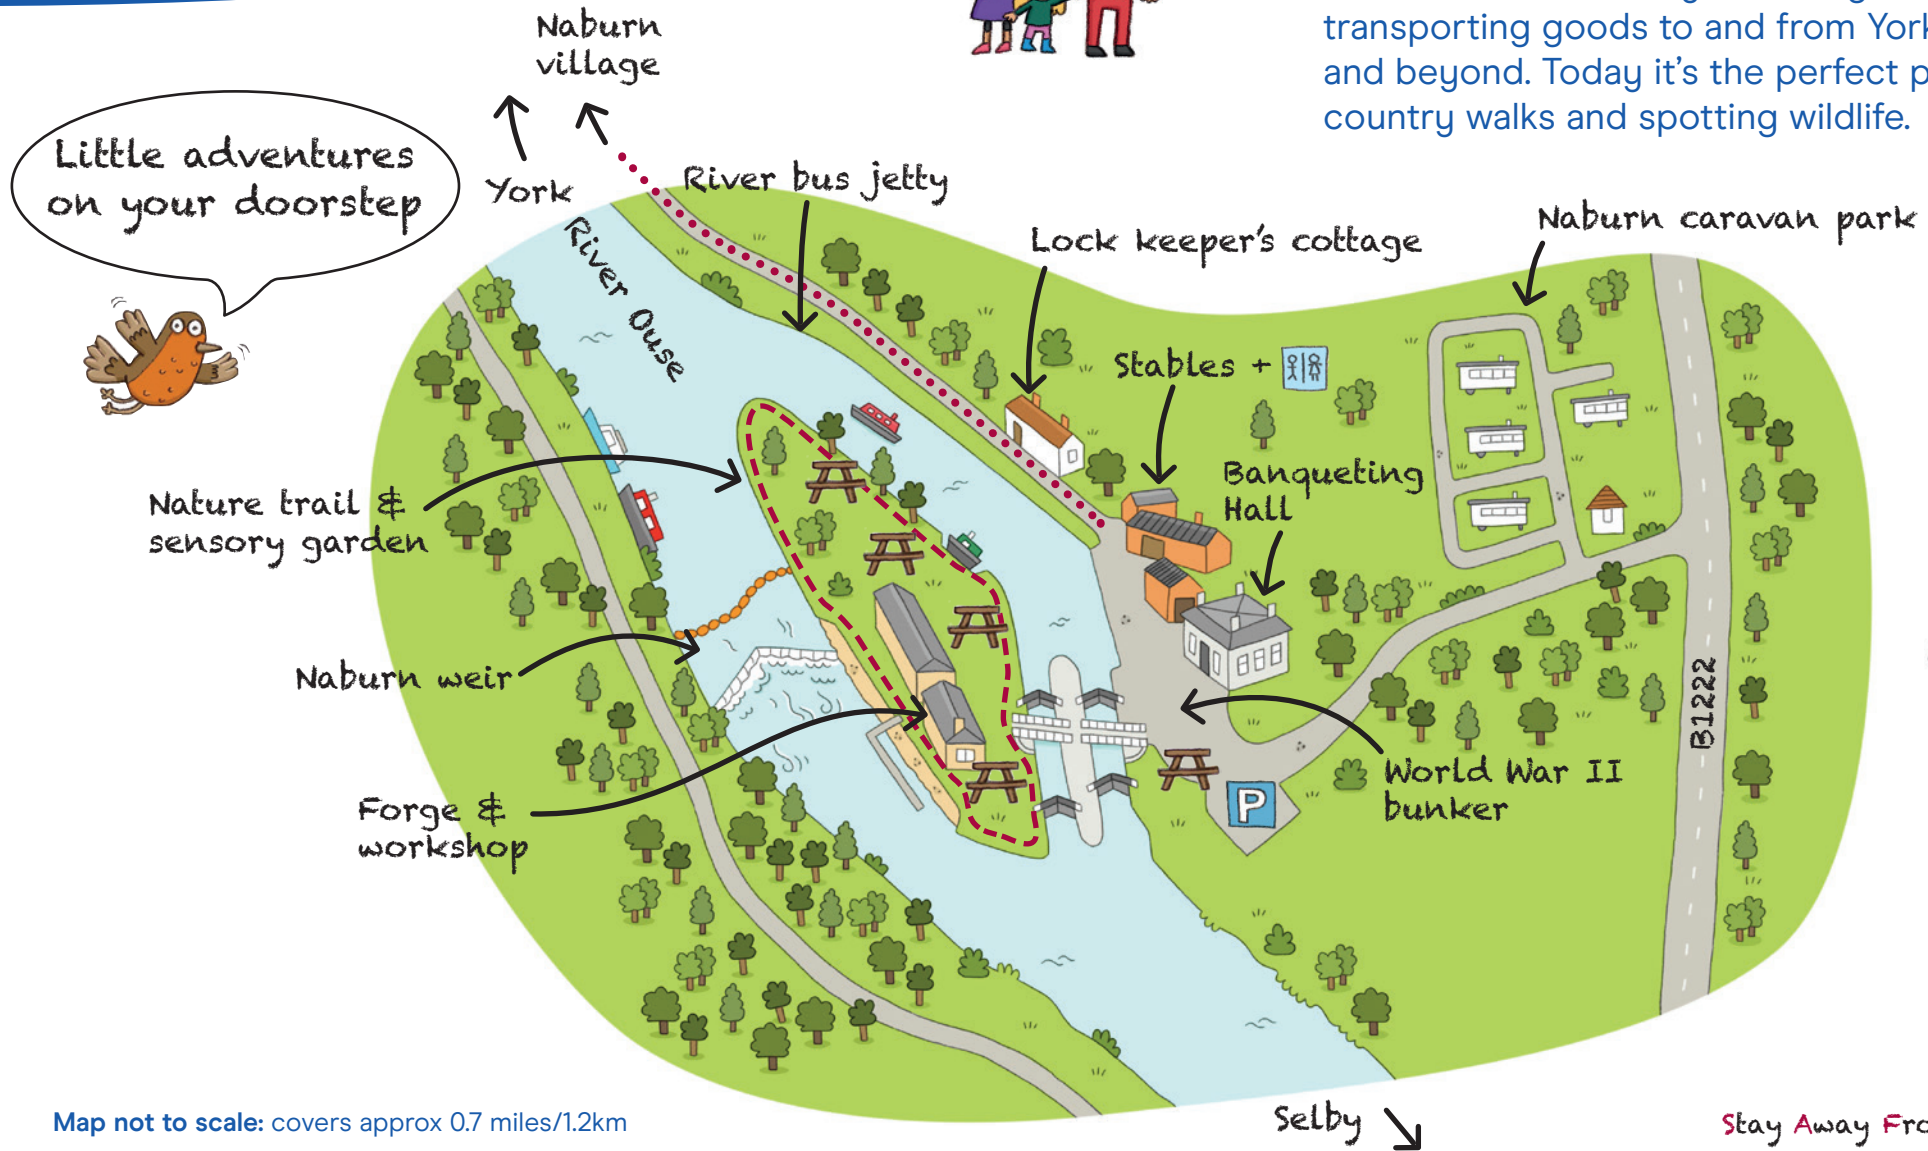 transporting goods to and from York
and beyond. Today it's the perfect p
country walks and spotting wildlife.
Naburn
village
Little adventures
on your doorstep
York
River bus jetty
River Ouse
Lock keeper's cottage
Naburn caravan park
Stables +
Banqueting
Hall
Nature trail &
sensory garden
Naburn weir
B1222
Forge &
workshop
World War II
bunker
P
Map not to scale: covers approx 0.7 miles/1.2km
Selby
Stay Away Fro